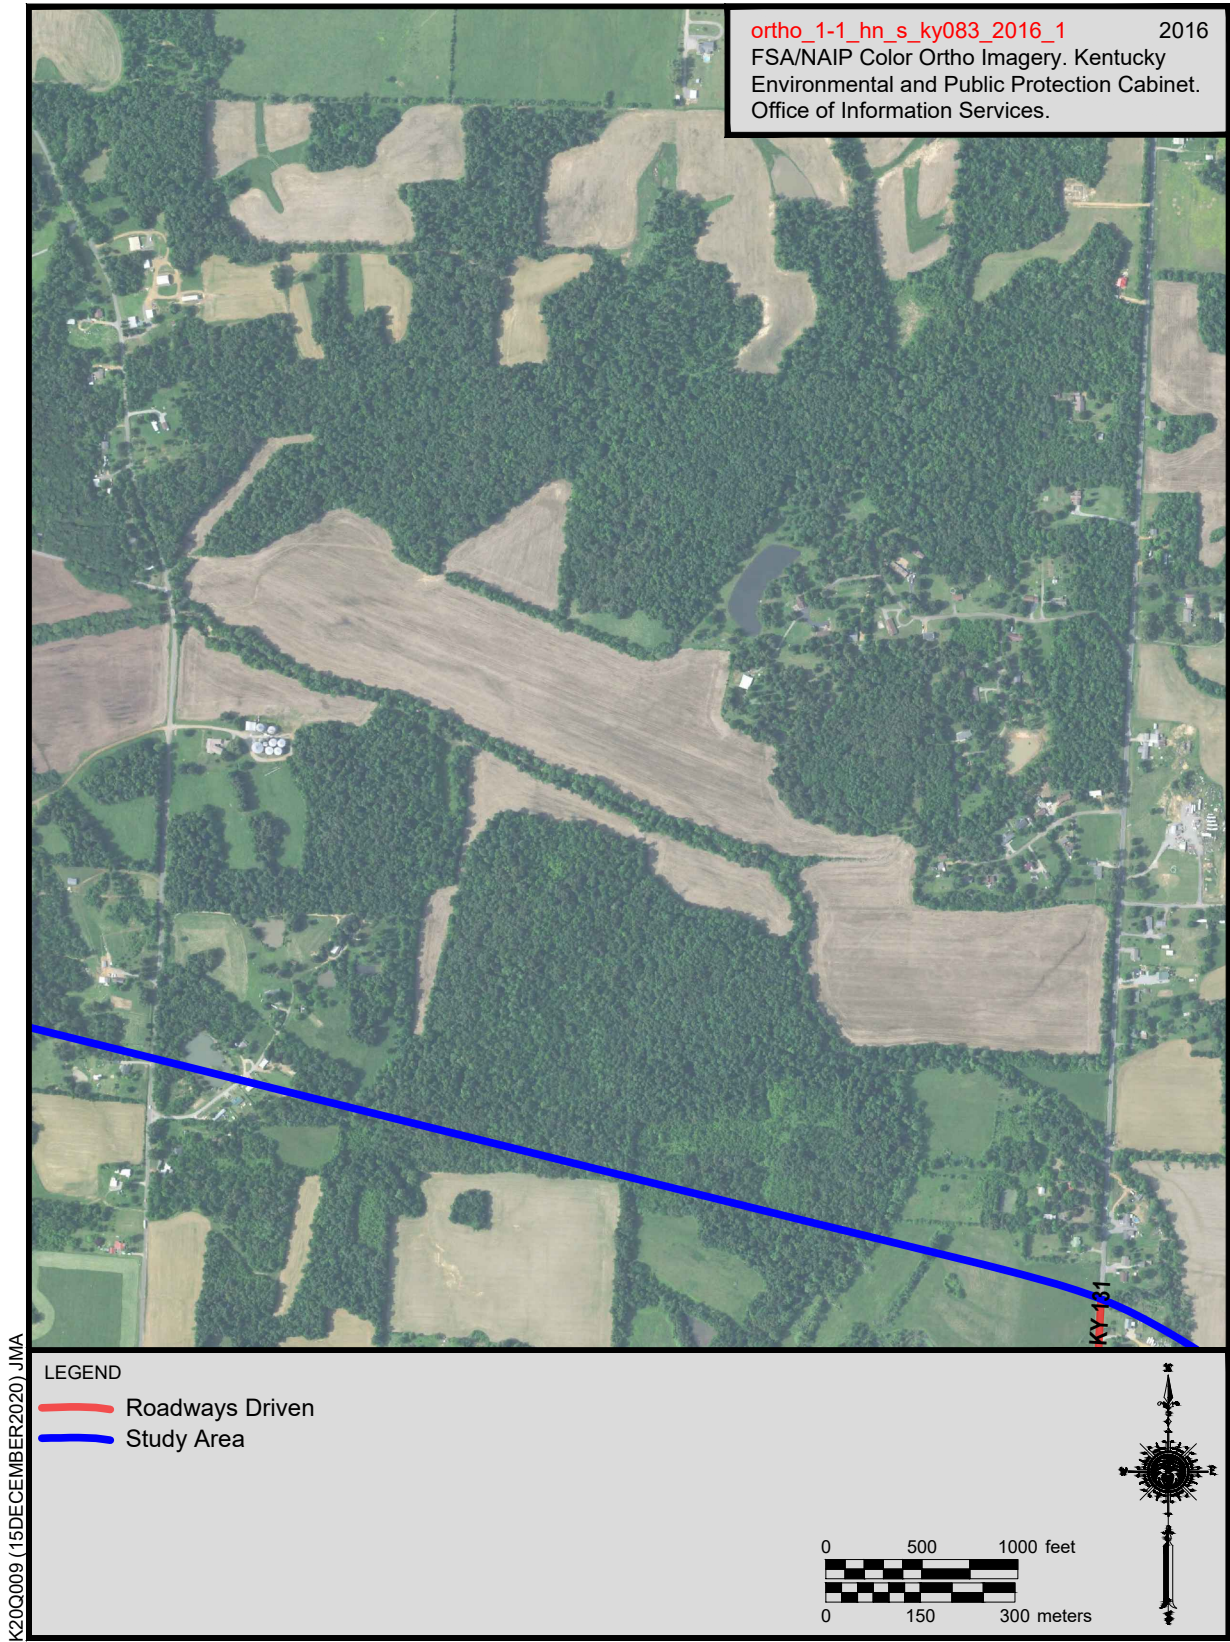 ortho_1-1_hn_s_ky083_2016_1 2016
FSA/NAIP Color Ortho Imagery. Kentucky
Environmental and Public Protection Cabinet.
Office of Information Services.
KY 131
LEGEND
Roadways Driven
Study Area
0 500 1000 feet
0 150 300 meters
K20Q009 (15DECEMBER2020) JMA